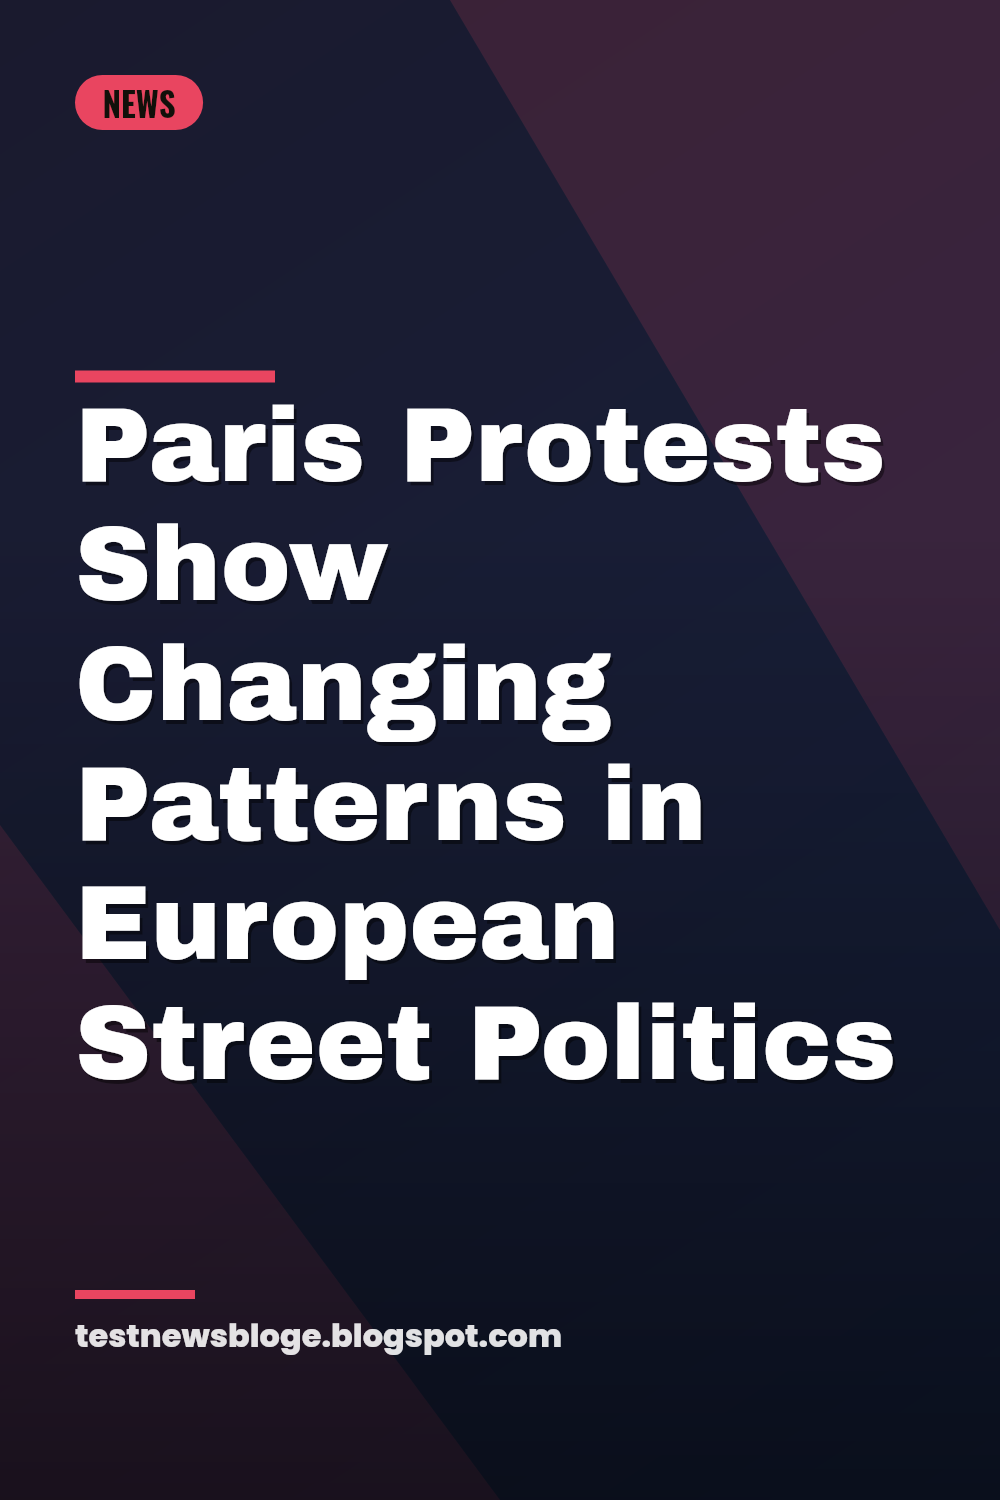 NEWS
Paris Protests
Show
Changing
Patterns in
European
Street Politics
testnewsbloge.blogspot.com